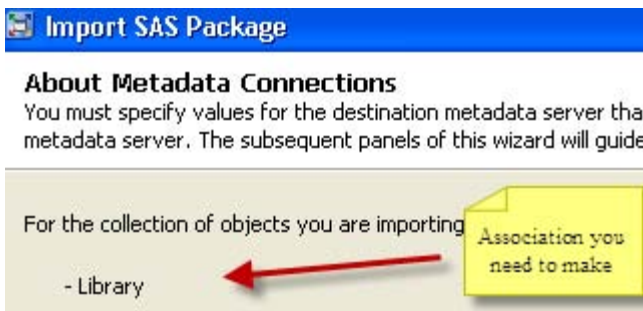 Import SAS Package
About Metadata Connections
You must specify values for the destination metadata server tha
metadata server. The subsequent panels of this wizard will guide
For the collection of objects you are importing
Association you
need to make
- Library